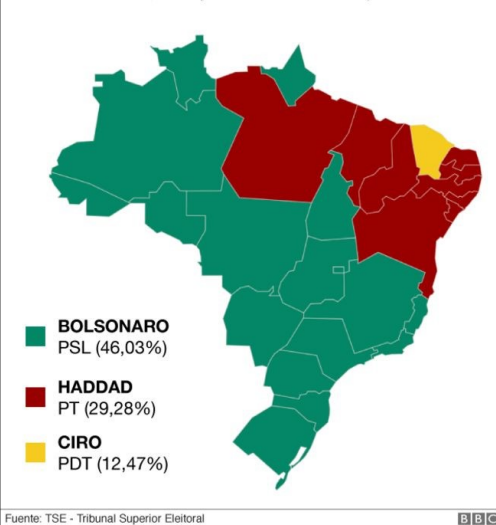 BOLSONARO
PSL (46,03%)
HADDAD
PT (29,28%)
CIRO
PDT (12,47%)
Fuente: TSE - Tribunal Superior Eleitoral
BBC